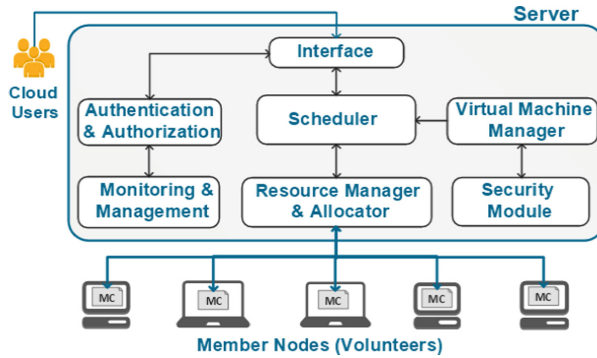 Server
Interface
Cloud
Users
Authentication
& Authorization
Scheduler
Virtual Machine
Manager
Monitoring &
Management
Resource Manager
& Allocator
Security
Module
MC
MC
MC
MC
MC
Member Nodes (Volunteers)